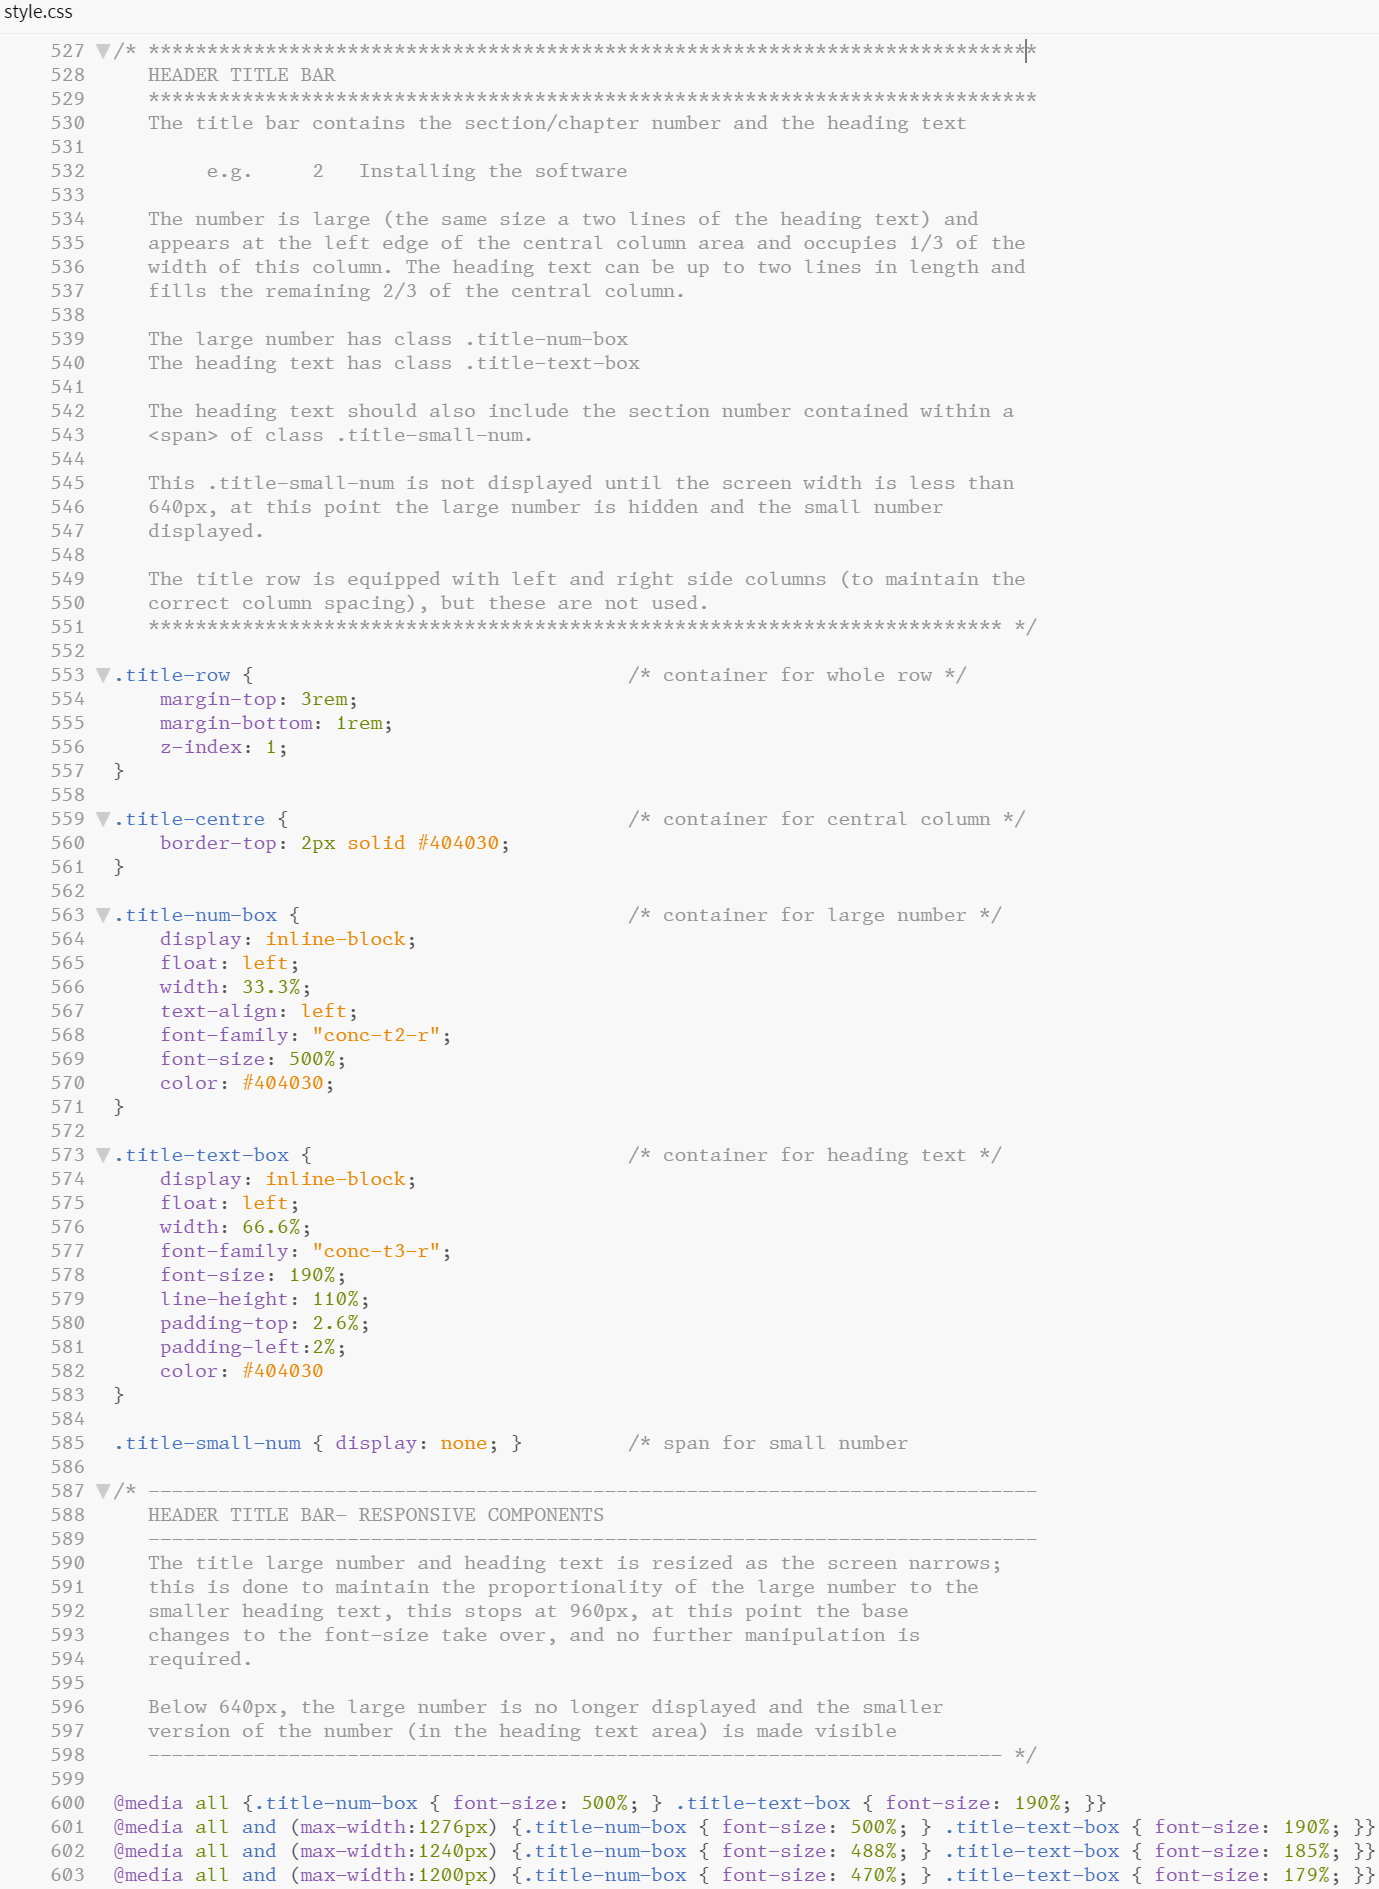 style.css
527 ▼/* ****************************************************************************
528 HEADER TITLE BAR
529 ****************************************************************************
530 The title bar contains the section/chapter number and the heading text
531
532 e.g. 2 Installing the software
533
534 The number is large (the same size a two lines of the heading text) and
535 appears at the left edge of the central column area and occupies 1/3 of the
536 width of this column. The heading text can be up to two lines in length and
537 fills the remaining 2/3 of the central column.
538
539 The large number has class .title-num-box
540 The heading text has class .title-text-box
541
542 The heading text should also include the section number contained within a
543 <span> of class .title-small-num.
544
545 This .title-small-num is not displayed until the screen width is less than
546 640px, at this point the large number is hidden and the small number
547 displayed.
548
549 The title row is equipped with left and right side columns (to maintain the
550 correct column spacing), but these are not used.
551 ************************************************************************* */
552
553 ▼.title-row { /* container for whole row */
554 margin-top: 3rem;
555 margin-bottom: 1rem;
556 z-index: 1;
557 }
558
559 ▼.title-centre { /* container for central column */
560 border-top: 2px solid #404030;
561 }
562
563 ▼.title-num-box { /* container for large number */
564 display: inline-block;
565 float: left;
566 width: 33.3%;
567 text-align: left;
568 font-family: "conc-t2-r";
569 font-size: 500%;
570 color: #404030;
571 }
572
573 ▼.title-text-box { /* container for heading text */
574 display: inline-block;
575 float: left;
576 width: 66.6%;
577 font-family: "conc-t3-r";
578 font-size: 190%;
579 line-height: 110%;
580 padding-top: 2.6%;
581 padding-left:2%;
582 color: #404030
583 }
584
585 .title-small-num { display: none; } /* span for small number
586
587 ▼/* ----------------------------------------------------------------------------
588 HEADER TITLE BAR- RESPONSIVE COMPONENTS
589 ----------------------------------------------------------------------------
590 The title large number and heading text is resized as the screen narrows;
591 this is done to maintain the proportionality of the large number to the
592 smaller heading text, this stops at 960px, at this point the base
593 changes to the font-size take over, and no further manipulation is
594 required.
595
596 Below 640px, the large number is no longer displayed and the smaller
597 version of the number (in the heading text area) is made visible
598 ------------------------------------------------------------------------- */
599
600 @media all {.title-num-box { font-size: 500%; } .title-text-box { font-size: 190%; }}
601 @media all and (max-width:1276px) {.title-num-box { font-size: 500%; } .title-text-box { font-size: 190%; }}
602 @media all and (max-width:1240px) {.title-num-box { font-size: 488%; } .title-text-box { font-size: 185%; }}
603 @media all and (max-width:1200px) {.title-num-box { font-size: 470%; } .title-text-box { font-size: 179%; }}